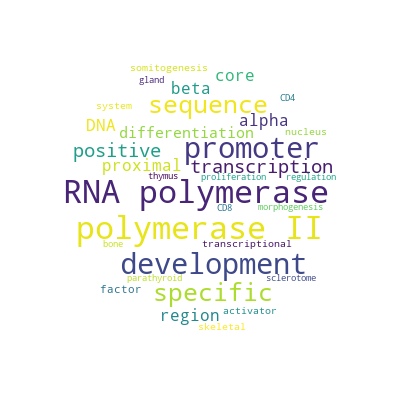 somitogenesis
gland
core
beta
CD4
system
sequence
DNA
alpha
differentiation
nucleus
positive
promoter
proximal
transcription
thymus
proliferation
regulation
RNA polymerase
CD8
morphogenesis
polymerase II
bone
transcriptional
development
parathyroid
sclerotome
factor
specific
region
activator
skeletal